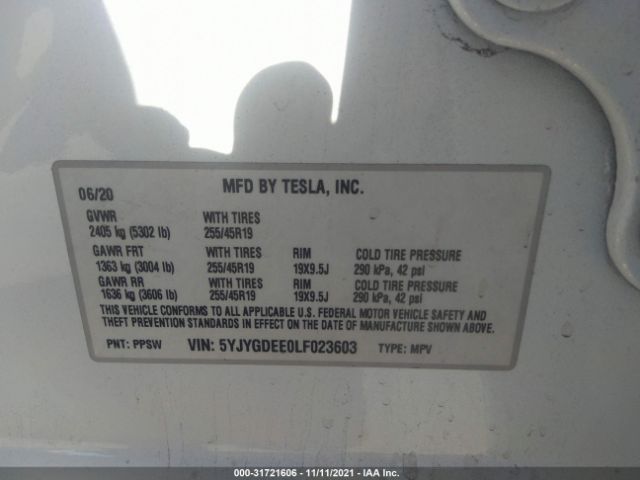 06/20 MFD BY TESLA, INC.
GVWR WITH TIRES
2405 kg (5302 lb) 255/45R19
GAWR FRT WITH TIRES RIM COLD TIRE PRESSURE
1363 kg (3004 lb) 255/45R19 19X9.5J 290 kPa, 42 psi
GAWR RR WITH TIRES RIM COLD TIRE PRESSURE
1636 kg (3606 lb) 255/45R19 19X9.5J 290 kPa, 42 psi
THIS VEHICLE CONFORMS TO ALL APPLICABLE U.S. FEDERAL MOTOR VEHICLE SAFETY AND
THEFT PREVENTION STANDARDS IN EFFECT ON THE DATE OF MANUFACTURE SHOWN ABOVE.
PNT: PPSW VIN: 5YJYGDEE0LF023603 TYPE: MPV
000-31721606 - 11/11/2021 - IAA Inc.